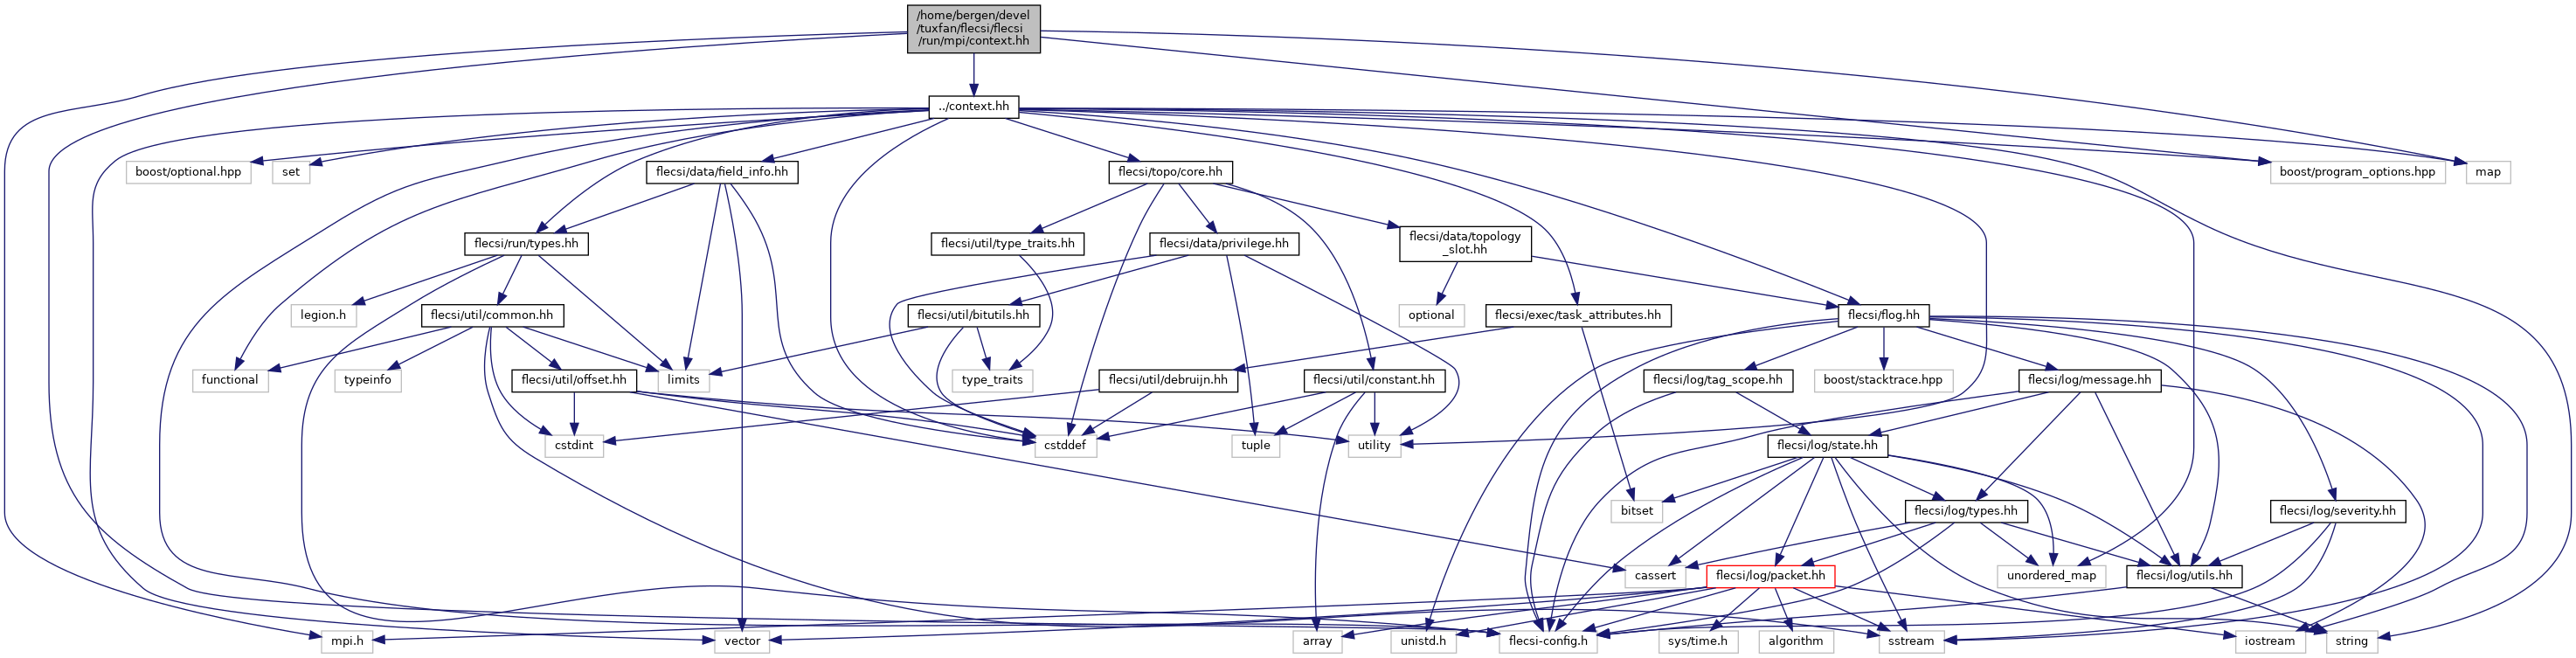 /home/bergen/devel
/tuxfan/flecsi/flecsi
/run/mpi/context.hh
../context.hh
boost/optional.hpp
set
flecsi/data/field_info.hh
flecsi/topo/core.hh
boost/program_options.hpp
map
flecsi/run/types.hh
flecsi/util/type_traits.hh
flecsi/data/privilege.hh
flecsi/data/topology
_slot.hh
legion.h
flecsi/util/common.hh
flecsi/util/bitutils.hh
optional
flecsi/exec/task_attributes.hh
flecsi/flog.hh
functional
typeinfo
flecsi/util/offset.hh
limits
type_traits
flecsi/util/debruijn.hh
flecsi/util/constant.hh
flecsi/log/tag_scope.hh
boost/stacktrace.hpp
flecsi/log/message.hh
cstdint
cstddef
tuple
utility
flecsi/log/state.hh
bitset
flecsi/log/types.hh
flecsi/log/severity.hh
cassert
flecsi/log/packet.hh
unordered_map
flecsi/log/utils.hh
mpi.h
vector
array
unistd.h
flecsi-config.h
sys/time.h
algorithm
sstream
iostream
string